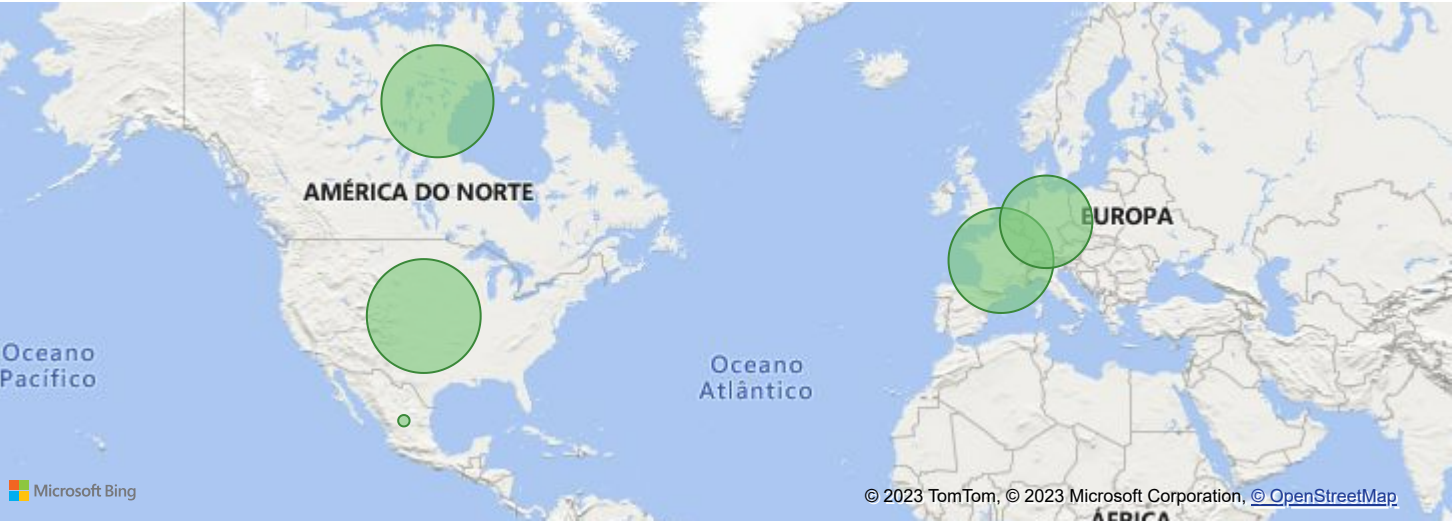 AMÉRICA DO NORTE
EUROPA
Oceano
Pacífico
Oceano
Atlântico
Microsoft Bing
© 2023 TomTom, © 2023 Microsoft Corporation, © OpenStreetMap
ÁFRICA